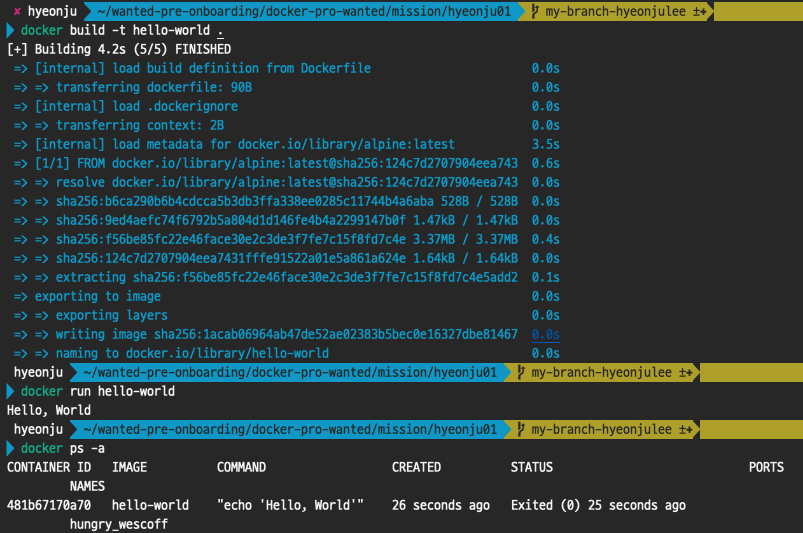 ✘ hyeonju ~/wanted-pre-onboarding/docker-pro-wanted/mission/hyeonju01 my-branch-hyeonjulee ±✚
docker build -t hello-world .
[+] Building 4.2s (5/5) FINISHED
=> [internal] load build definition from Dockerfile 0.0s
=> => transferring dockerfile: 90B 0.0s
=> [internal] load .dockerignore 0.0s
=> => transferring context: 2B 0.0s
=> [internal] load metadata for docker.io/library/alpine:latest 3.5s
=> [1/1] FROM docker.io/library/alpine:latest@sha256:124c7d2707904eea743 0.6s
=> => resolve docker.io/library/alpine:latest@sha256:124c7d2707904eea743 0.0s
=> => sha256:b6ca290b6b4cdcca5b3db3ffa338ee0285c11744b4a6aba 528B / 528B 0.0s
=> => sha256:9ed4aefc74f6792b5a804d1d146fe4b4a2299147b0f 1.47kB / 1.47kB 0.0s
=> => sha256:f56be85fc22e46face30e2c3de3f7fe7c15f8fd7c4e 3.37MB / 3.37MB 0.4s
=> => sha256:124c7d2707904eea7431fffe91522a01e5a861a624e 1.64kB / 1.64kB 0.0s
=> => extracting sha256:f56be85fc22e46face30e2c3de3f7fe7c15f8fd7c4e5add2 0.1s
=> exporting to image 0.0s
=> => exporting layers 0.0s
=> => writing image sha256:1acab06964ab47de52ae02383b5bec0e16327dbe81467 0.0s
=> => naming to docker.io/library/hello-world 0.0s
hyeonju ~/wanted-pre-onboarding/docker-pro-wanted/mission/hyeonju01 my-branch-hyeonjulee ±✚
docker run hello-world
Hello, World
hyeonju ~/wanted-pre-onboarding/docker-pro-wanted/mission/hyeonju01 my-branch-hyeonjulee ±✚
docker ps -a
CONTAINER ID IMAGE COMMAND CREATED STATUS PORTS
NAMES
481b67170a70 hello-world "echo 'Hello, World'" 26 seconds ago Exited (0) 25 seconds ago
hungry_wescoff